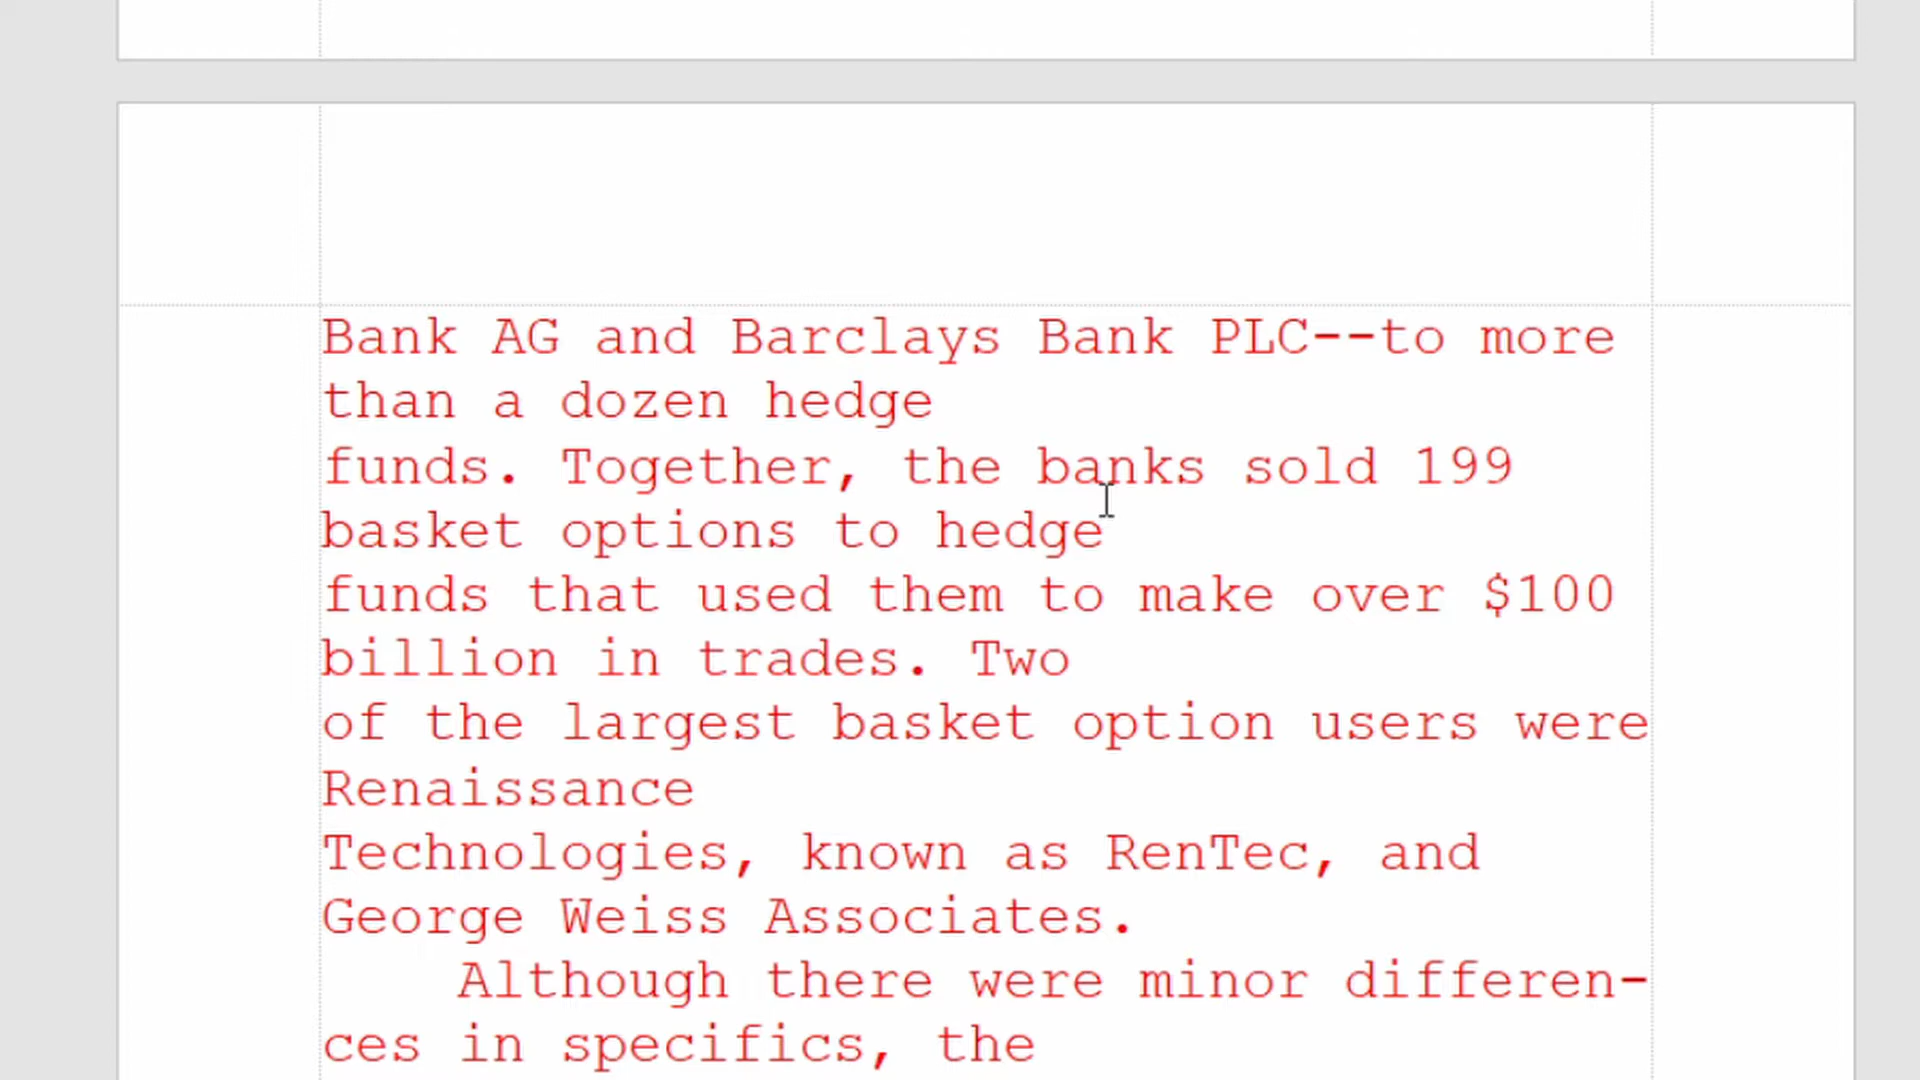 Bank AG and Barclays Bank PLC--to more
than a dozen hedge
funds. Together, the banks sold 199
basket options to hedge
funds that used them to make over $100
billion in trades. Two
of the largest basket option users were
Renaissance
Technologies, known as RenTec, and
George Weiss Associates.
Although there were minor differen-
ces in specifics, the